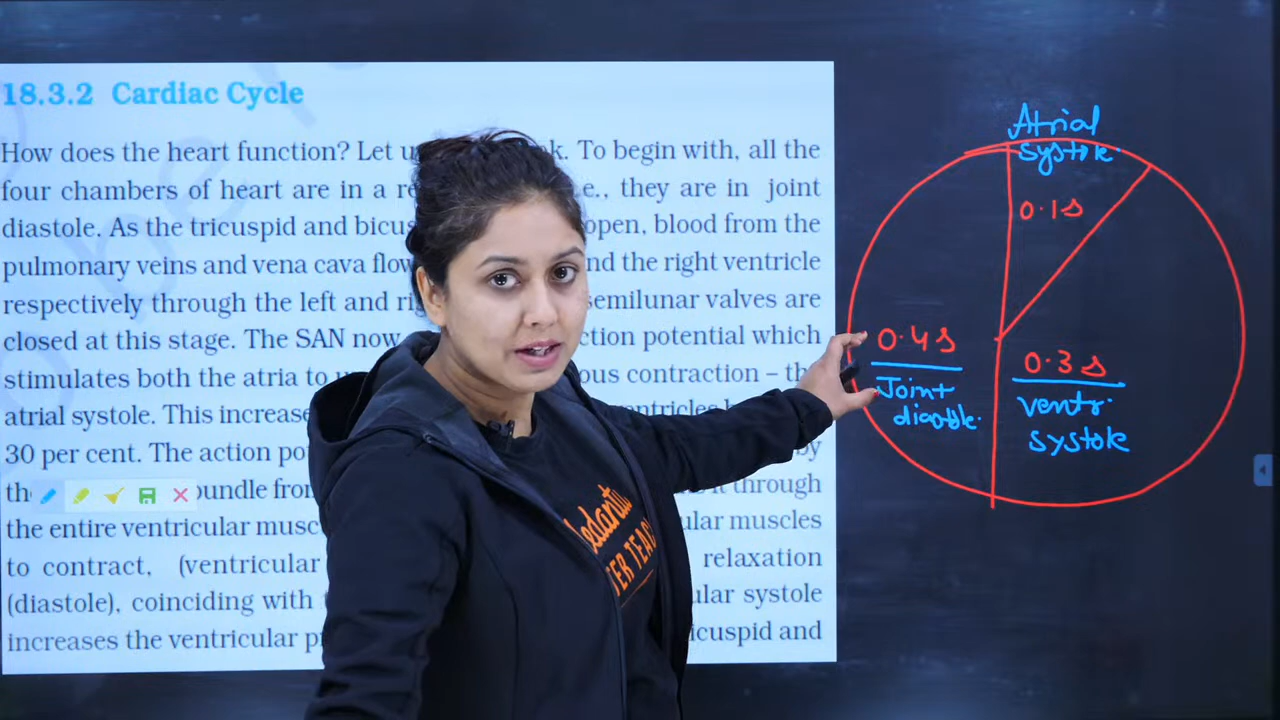 18.3.2 Cardiac Cycle
How does the heart function? Let u k. To begin with, all the
four chambers of heart are in a re e., they are in joint
diastole. As the tricuspid and bicus open, blood from the
pulmonary veins and vena cava flow nd the right ventricle
respectively through the left and ri semilunar valves are
closed at this stage. The SAN now ction potential which
stimulates both the atria to ous contraction – th
atrial systole. This increase entricles b
30 per cent. The action po by
th bundle fro it through
the entire ventricular musc ular muscles
to contract, (ventricular relaxation
(diastole), coinciding with ular systole
increases the ventricular p icuspid and
Atrial
systole
0.1s
0.4s
Joint
diastole.
0.3s
ventr.
systole
edantu
ER TEAC